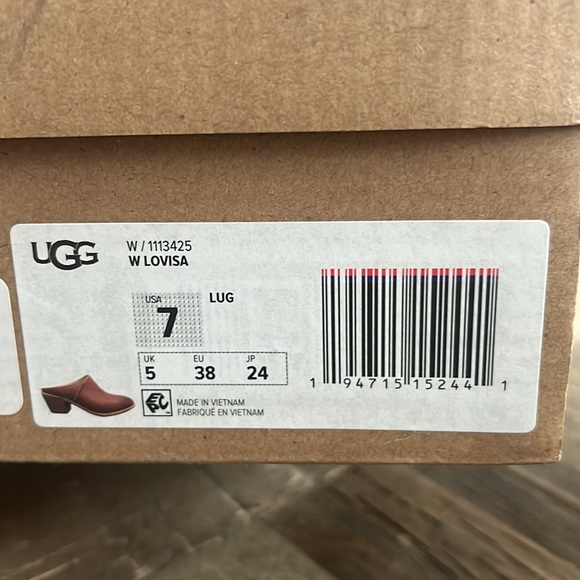 UGG
W / 1113425
W LOVISA
USA
7
LUG
UK EU JP
5 38 24
MADE IN VIETNAM
FABRIQUÉ EN VIETNAM
1 94715 15244 1